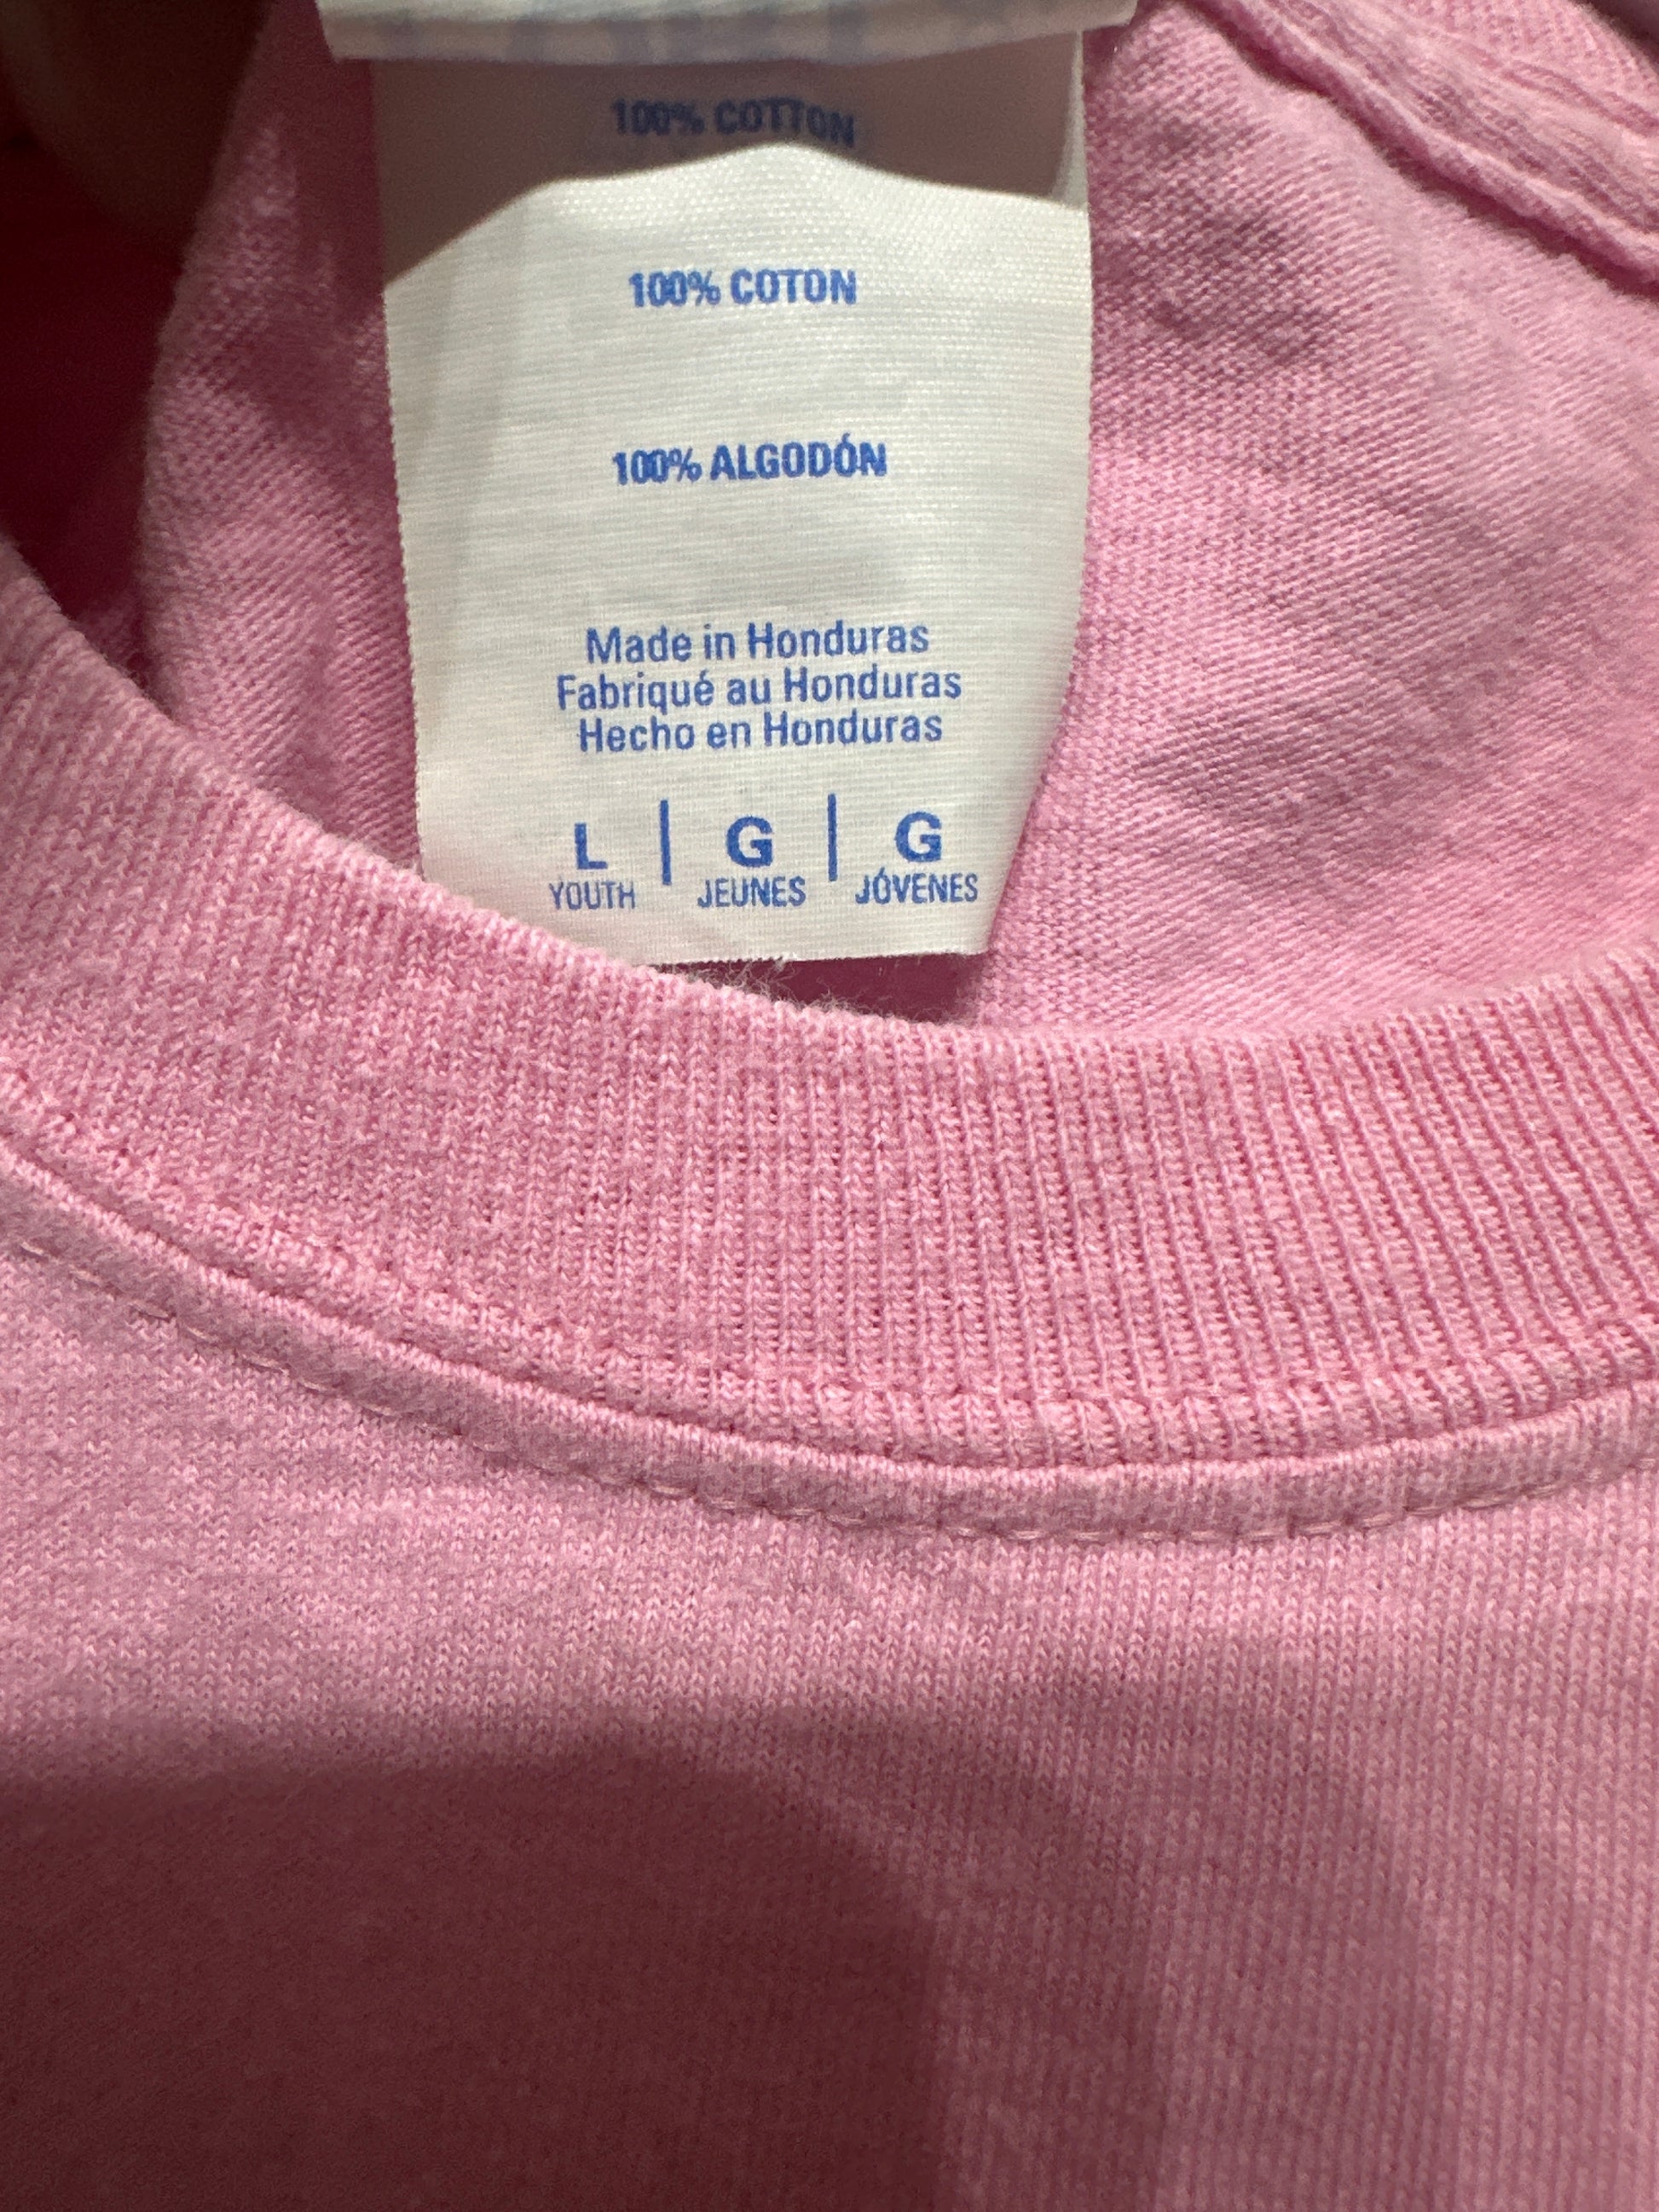 100% COTTON
100% COTON
100% ALGODÓN
Made in Honduras
Fabriqué au Honduras
Hecho en Honduras
L | G | G
YOUTH JEUNES JÓVENES